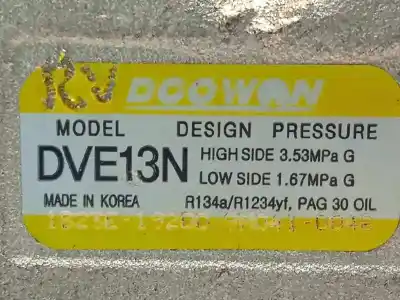 DOOWAN
MODEL DESIGN PRESSURE
DVE13N HIGH SIDE 3.53MPa G
LOW SIDE 1.67MPa G
MADE IN KOREA R134a/R1234yf, PAG 30 OIL